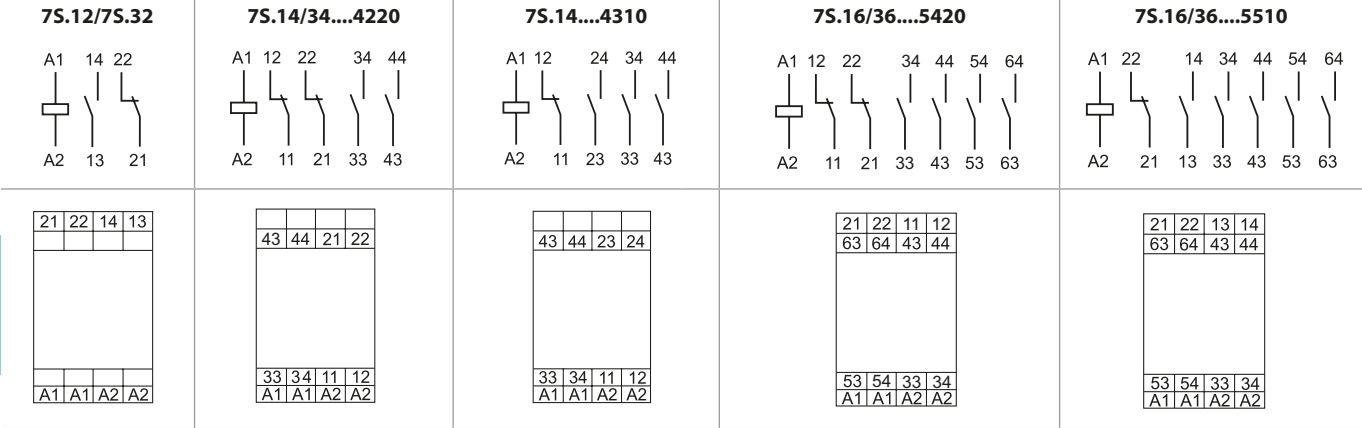 7S.12/7S.32
A1 14 22
A2 13 21
21 22 14 13
A1 A1 A2 A2
7S.14/34....4220
A1 12 22 34 44
A2 11 21 33 43
43 44 21 22
33 34 11 12
A1 A1 A2 A2
7S.14....4310
A1 12 24 34 44
A2 11 23 33 43
43 44 23 24
33 34 11 12
A1 A1 A2 A2
7S.16/36....5420
A1 12 22 34 44 54 64
A2 11 21 33 43 53 63
21 22 11 12
63 64 43 44
53 54 33 34
A1 A1 A2 A2
7S.16/36....5510
A1 22 14 34 44 54 64
A2 21 13 33 43 53 63
21 22 13 14
63 64 43 44
53 54 33 34
A1 A1 A2 A2